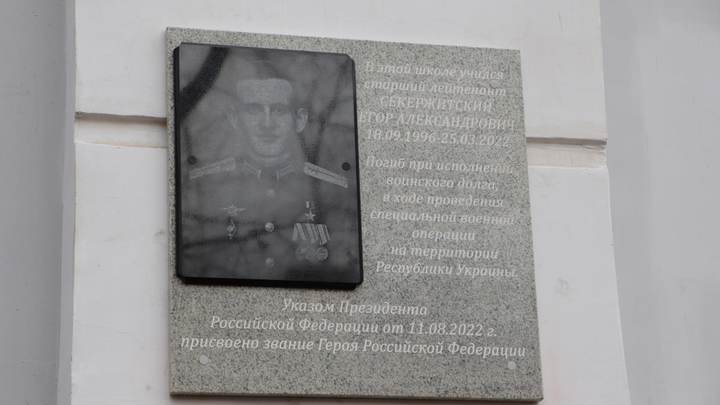 В этой школе учился
старший лейтенант
СЕКЕРЖИТСКИЙ
ЕГОР АЛЕКСАНДРОВИЧ
18.09.1996-25.03.2022
Погиб при исполнении
воинского долга,
в ходе проведения
специальной военной
операции
на территории
Республики Украины.
Указом Президента
Российской Федерации от 11.08.2022 г.
присвоено звание Героя Российской Федерации